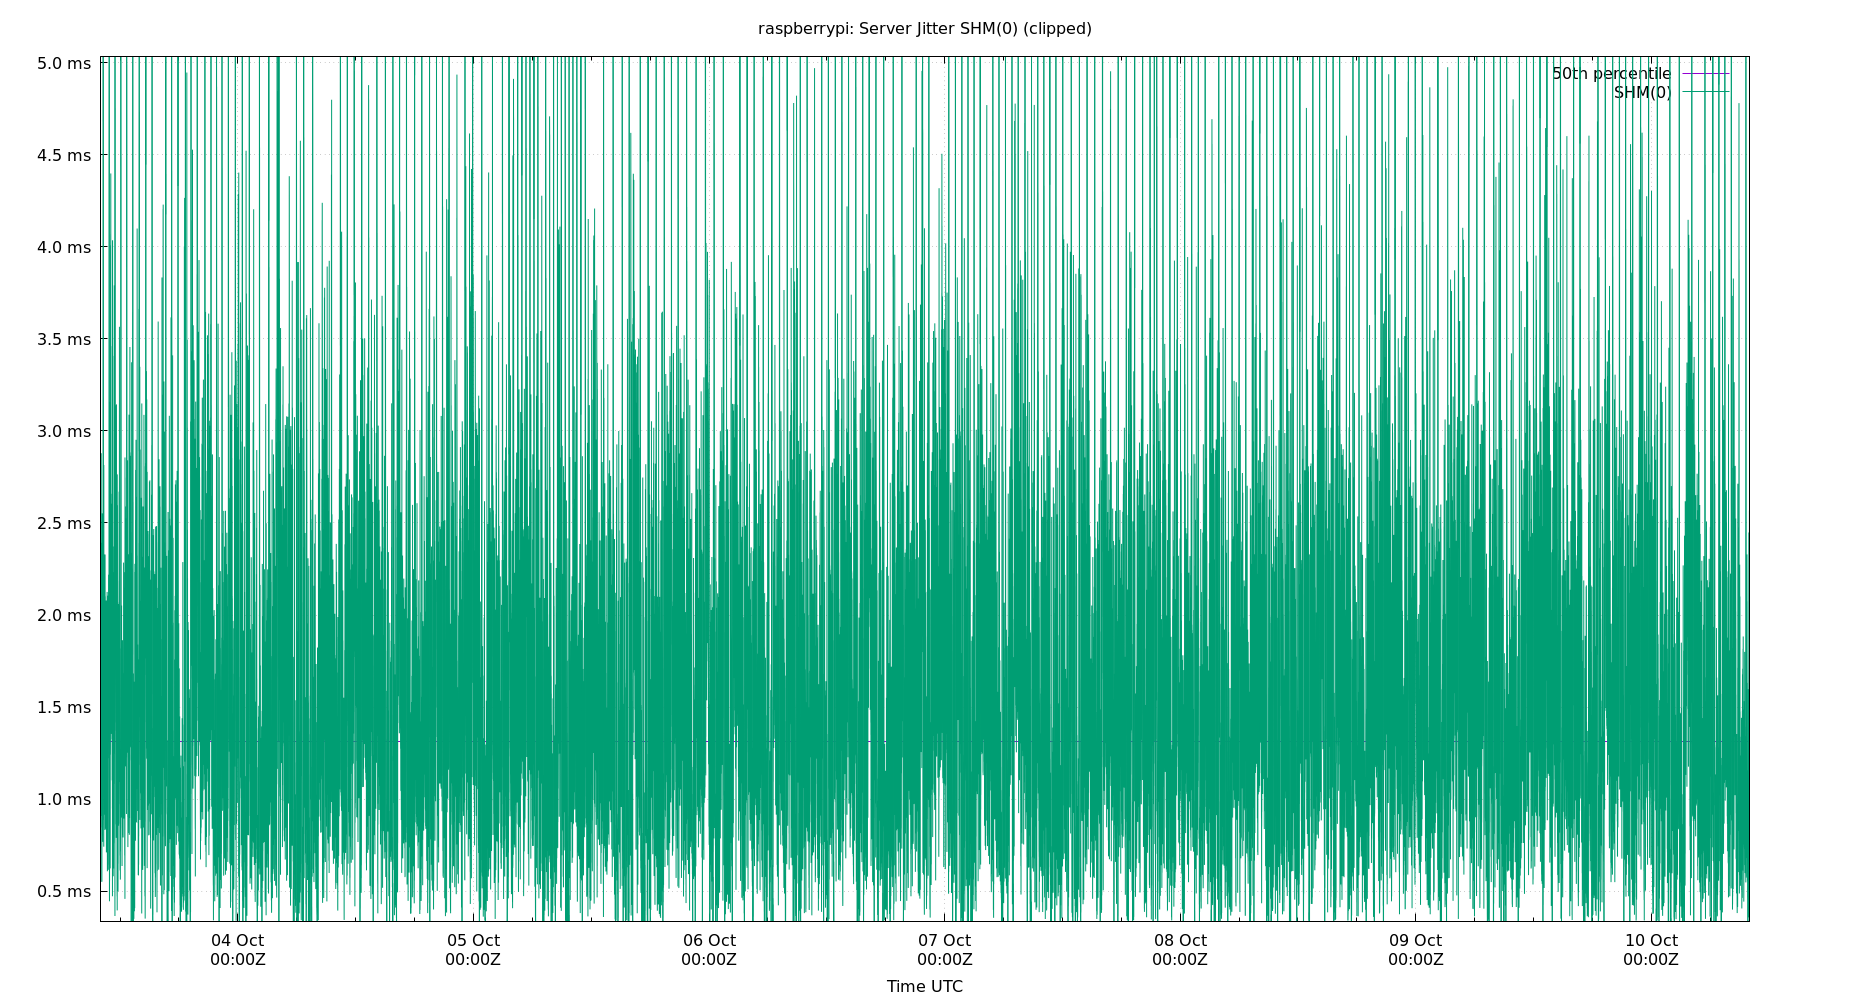 raspberrypi: Server Jitter SHM(0) (clipped)
5.0 ms
50th percentile
SHM(0)
4.5 ms
4.0 ms
3.5 ms
3.0 ms
2.5 ms
2.0 ms
1.5 ms
1.0 ms
0.5 ms
04 Oct 05 Oct 06 Oct 07 Oct 08 Oct 09 Oct 10 Oct
00:00Z 00:00Z 00:00Z 00:00Z 00:00Z 00:00Z 00:00Z
Time UTC